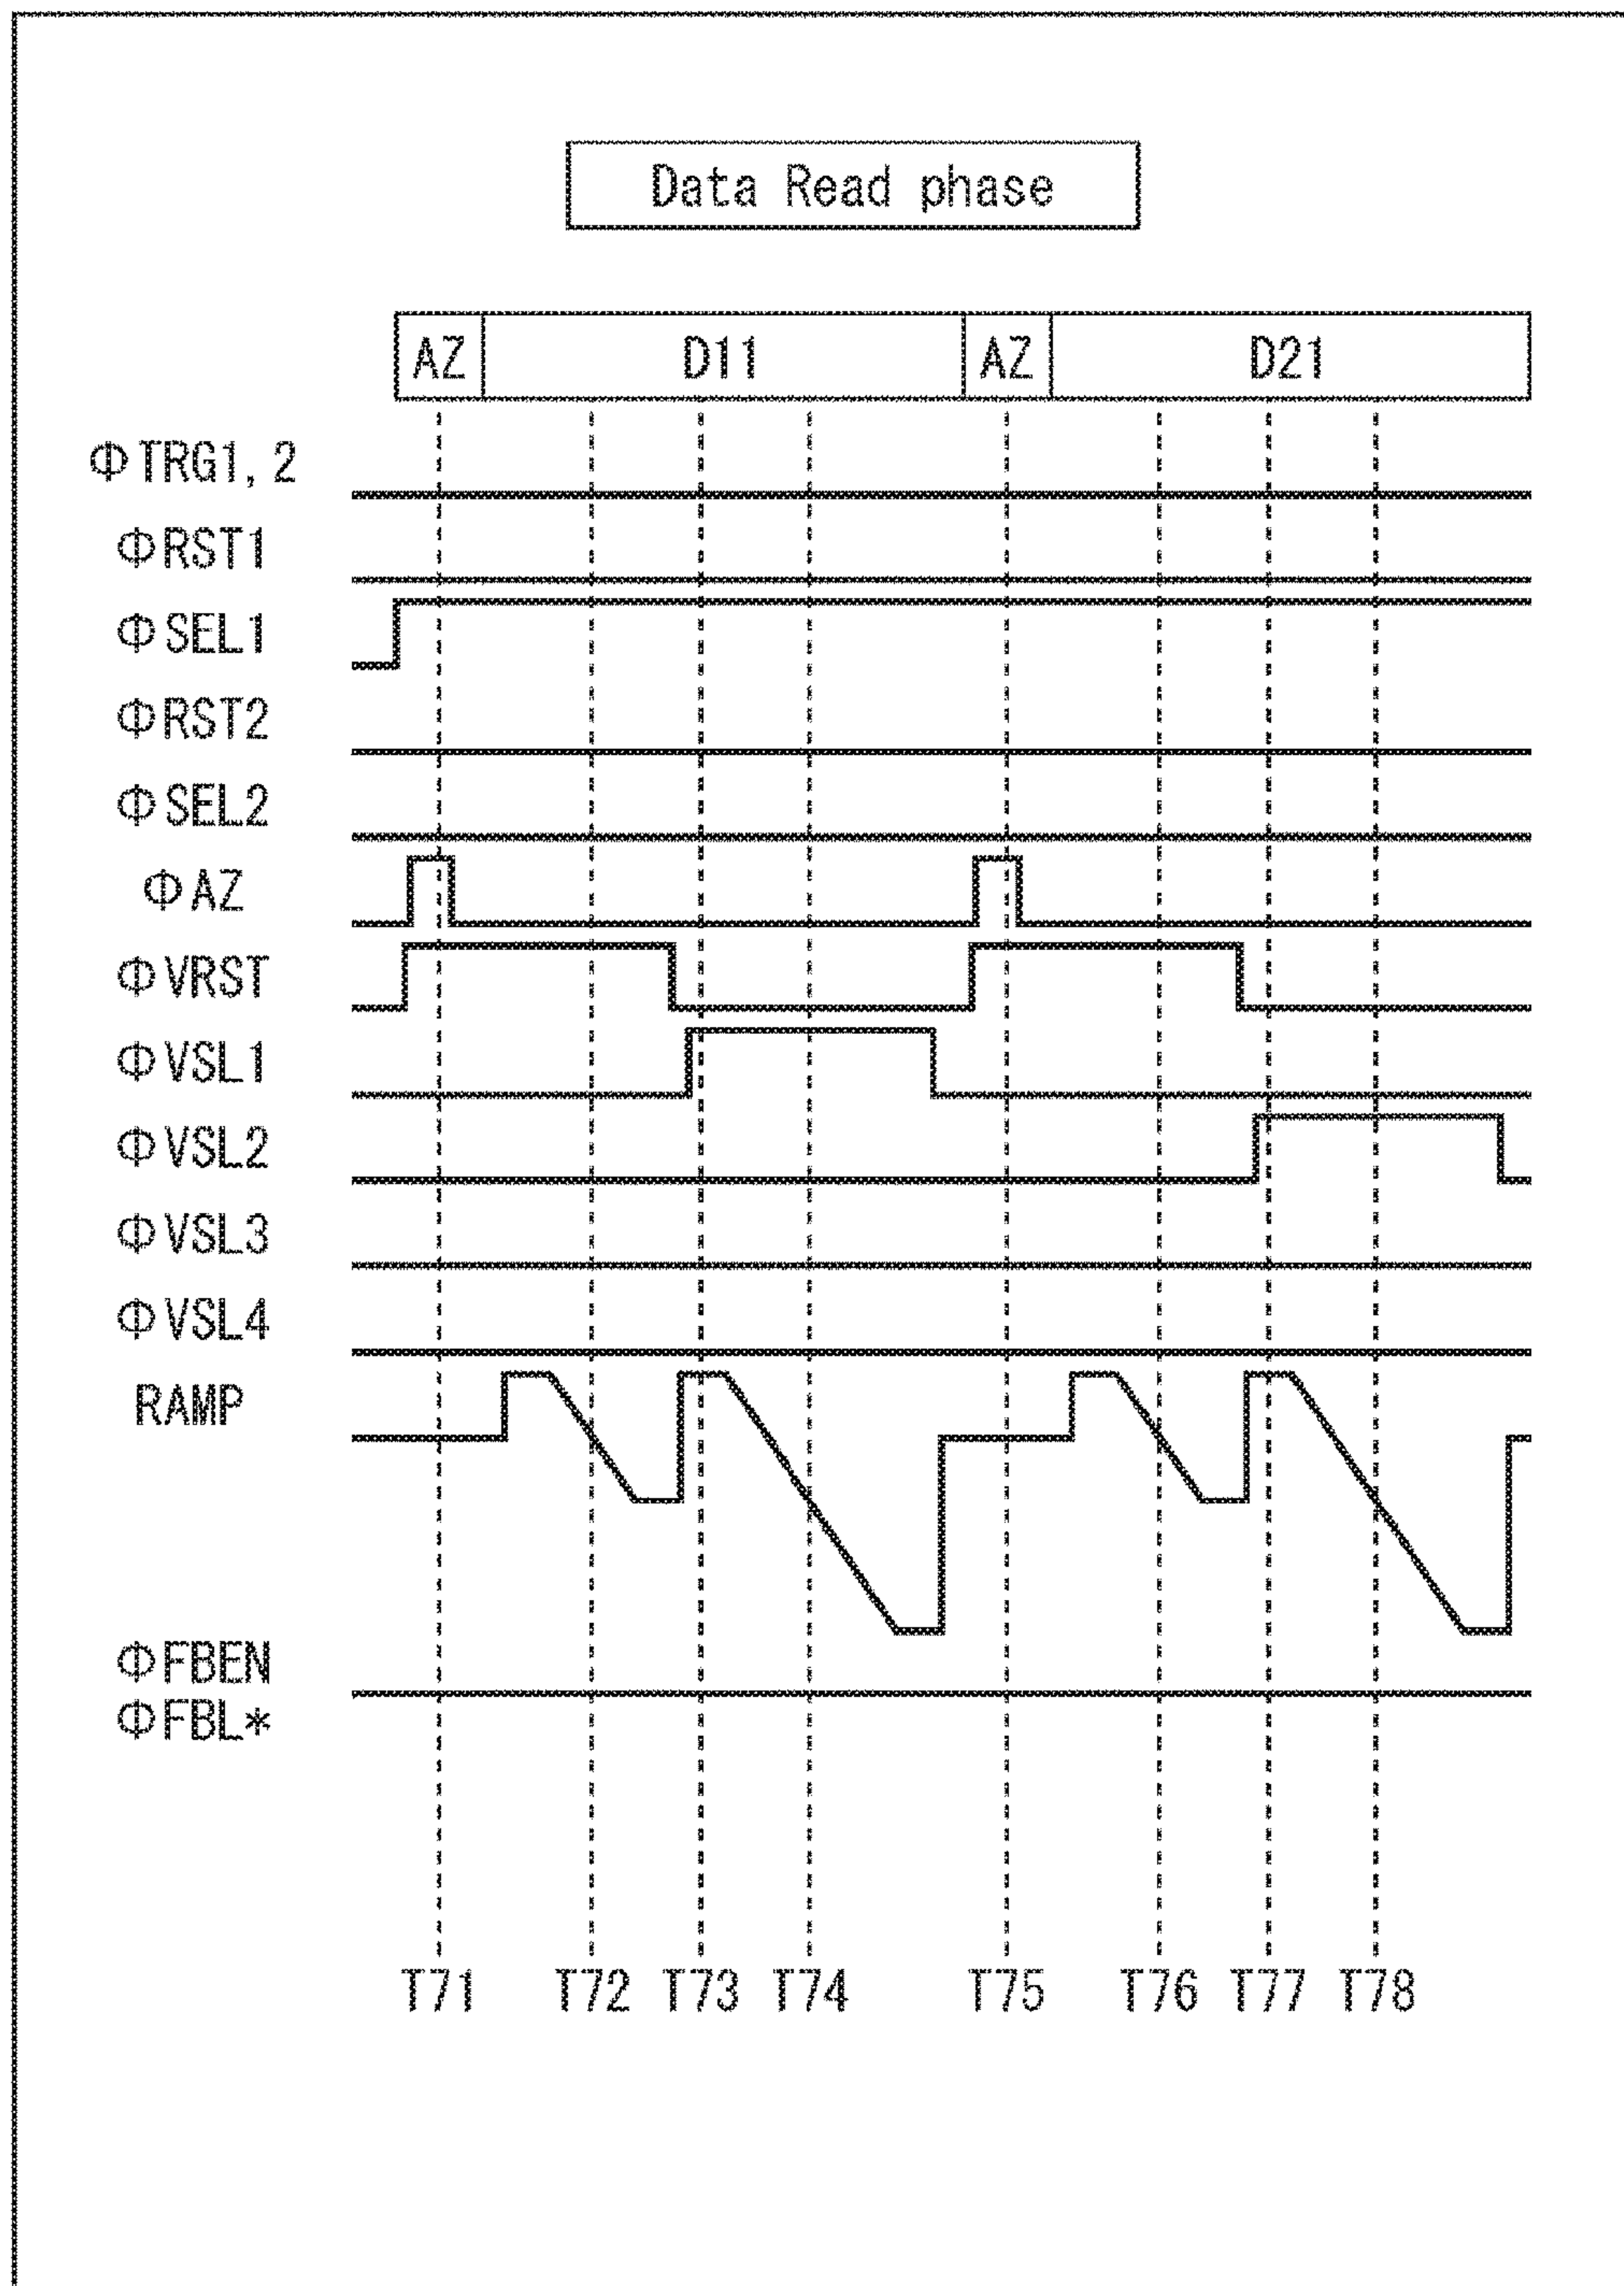 Data Read phase
AZ D11 AZ D21
ΦTRG1, 2
ΦRST1
ΦSEL1
ΦRST2
ΦSEL2
ΦAZ
ΦVRST
ΦVSL1
ΦVSL2
ΦVSL3
ΦVSL4
RAMP
ΦFBEN
ΦFBL*
T71 T72 T73 T74 T75 T76 T77 T78